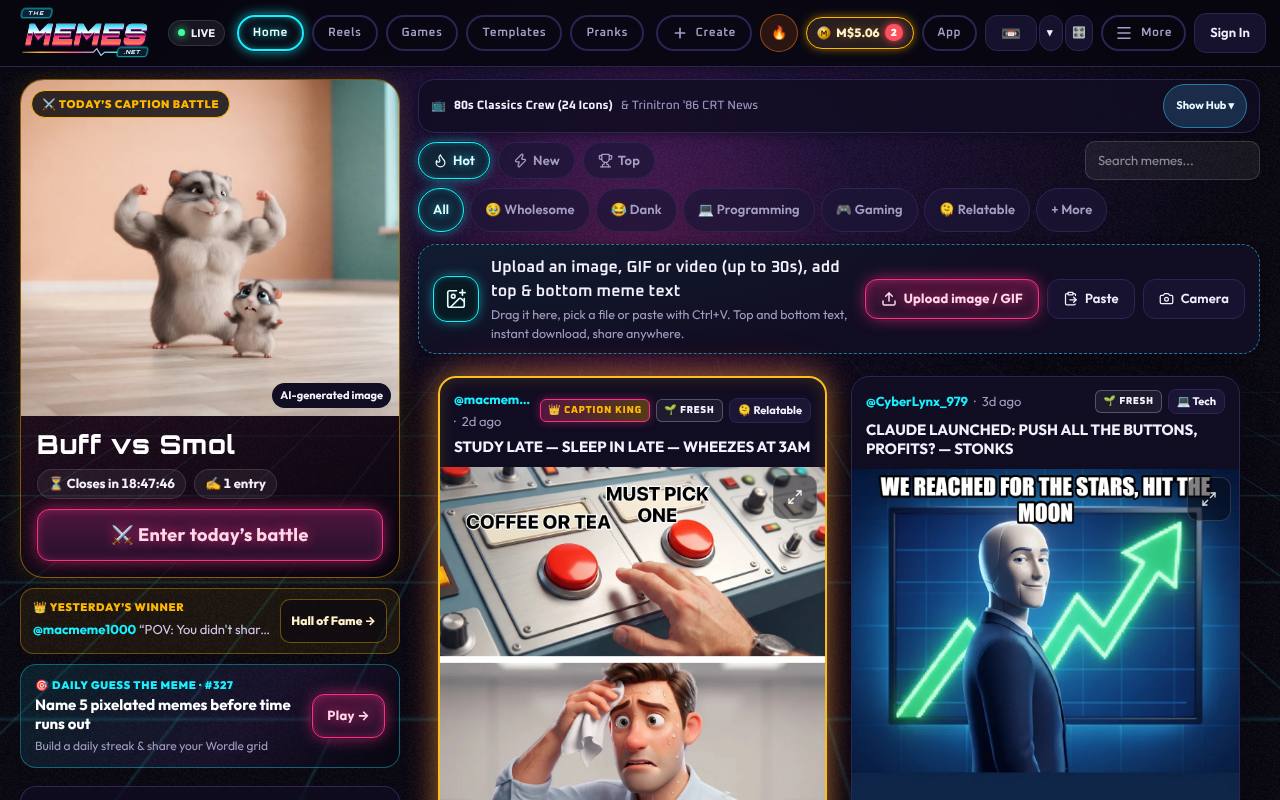 THE
MEMES
.NET
LIVE
Home
Reels
Games
Templates
Pranks
Create
M$5.06
2
App
More
Sign In
TODAY'S CAPTION BATTLE
AI-generated image
Buff vs Smol
Closes in 18:47:46
1 entry
Enter today's battle
YESTERDAY'S WINNER
@macmeme1000 "POV: You didn't shar...
Hall of Fame →
DAILY GUESS THE MEME · #327
Name 5 pixelated memes before time
runs out
Build a daily streak & share your Wordle grid
Play →
80s Classics Crew (24 Icons) & Trinitron '86 CRT News
Show Hub ▾
Hot
New
Top
Search memes...
All
Wholesome
Dank
Programming
Gaming
Relatable
+ More
Upload an image, GIF or video (up to 30s), add
top & bottom meme text
Drag it here, pick a file or paste with Ctrl+V. Top and bottom text,
instant download, share anywhere.
Upload image / GIF
Paste
Camera
@macmem...
· 2d ago
CAPTION KING
FRESH
Relatable
STUDY LATE — SLEEP IN LATE — WHEEZES AT 3AM
COFFEE OR TEA
MUST PICK
ONE
@CyberLynx_979 · 3d ago
FRESH
Tech
CLAUDE LAUNCHED: PUSH ALL THE BUTTONS,
PROFITS? — STONKS
WE REACHED FOR THE STARS, HIT THE
MOON